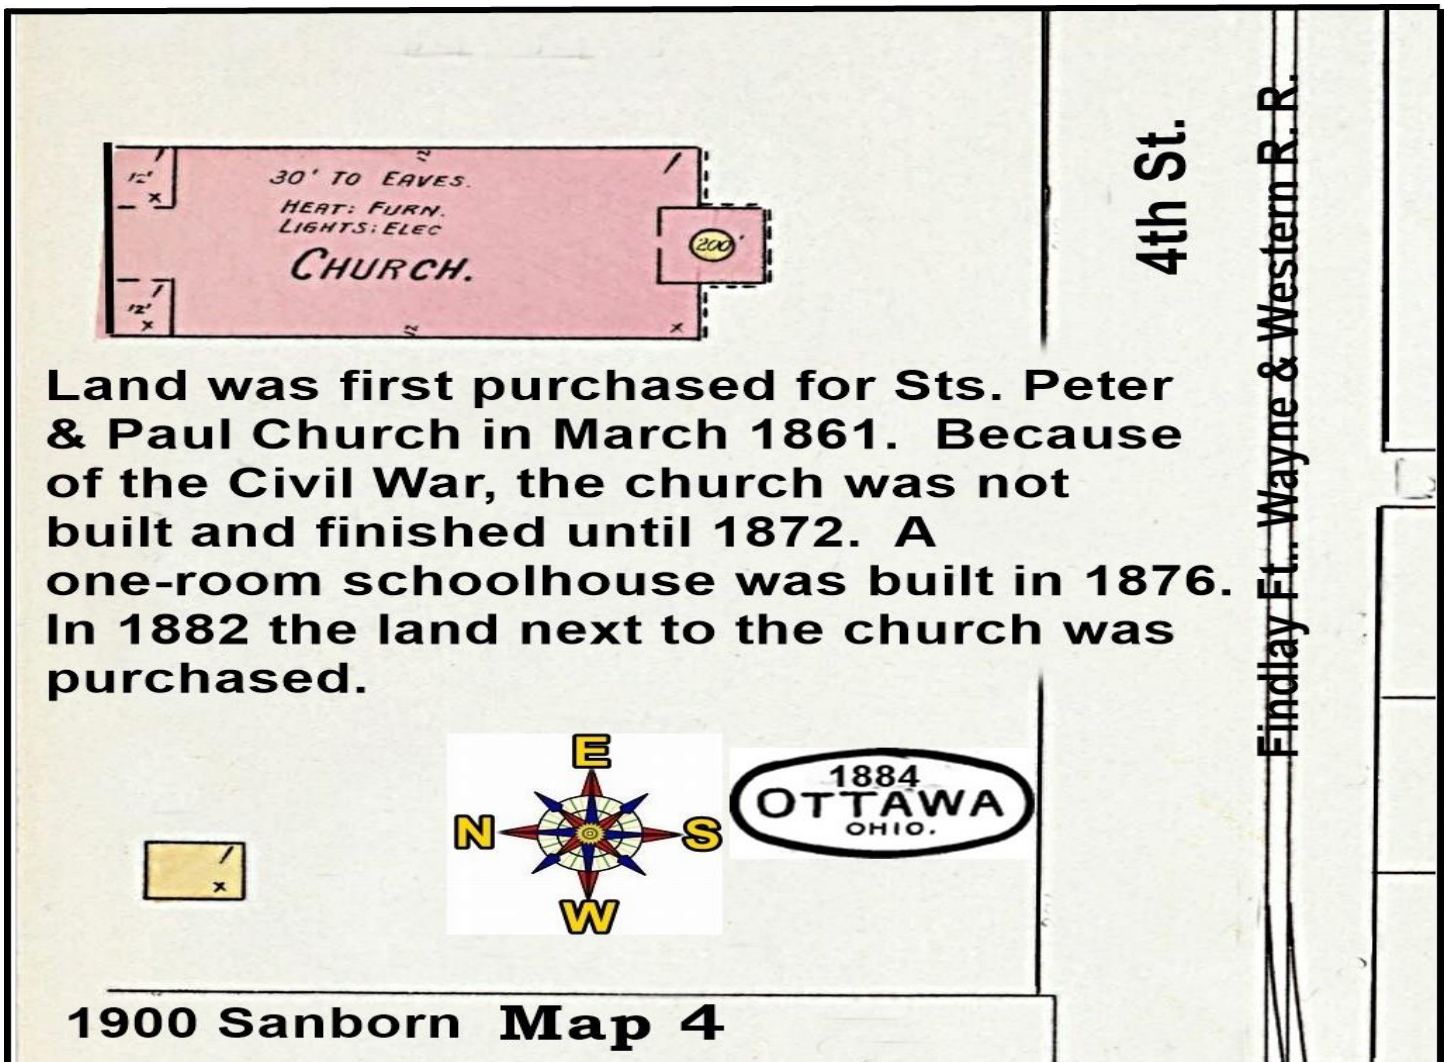 12'
30' TO EAVES.
HEAT: FURN.
LIGHTS: ELEC
CHURCH.
200'
12'
4th St.
Findlay Ft.. Wayne & Western R. R.
Land was first purchased for Sts. Peter
& Paul Church in March 1861.  Because
of the Civil War, the church was not
built and finished until 1872.  A
one-room schoolhouse was built in 1876.
In 1882 the land next to the church was
purchased.
E
N S
W
1884
OTTAWA
OHIO.
1
x
1900 Sanborn Map 4